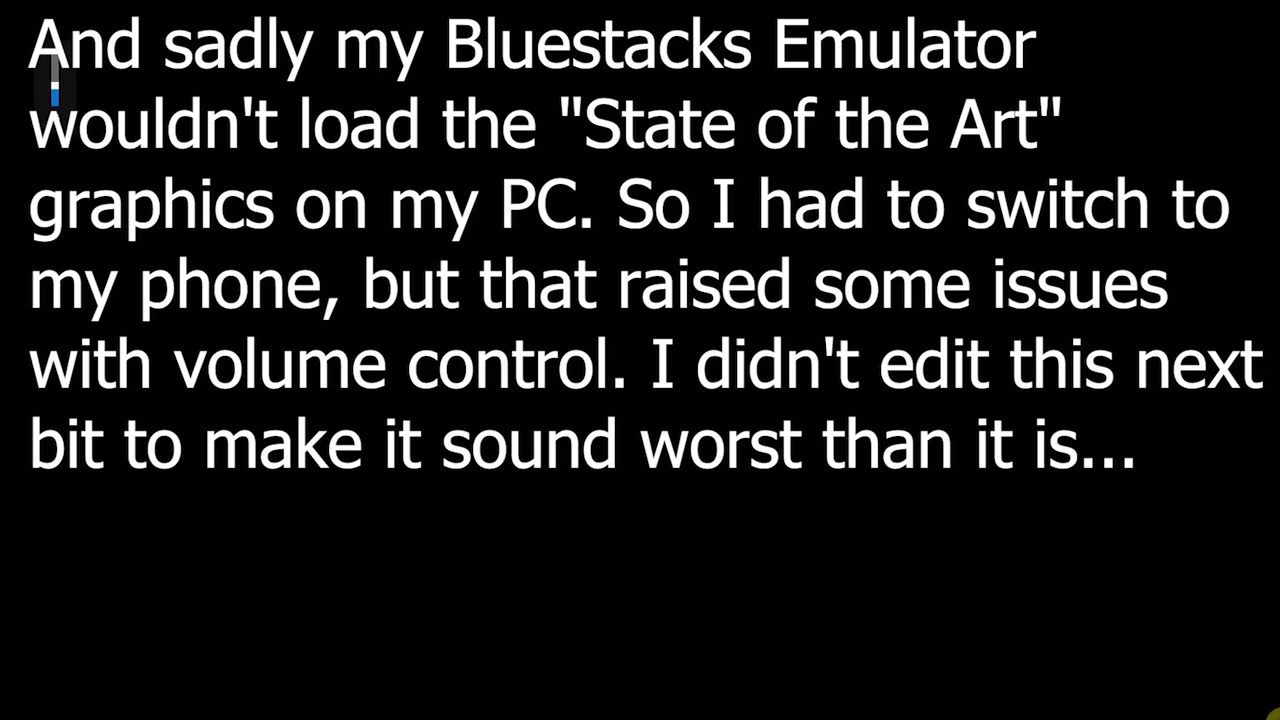 And sadly my Bluestacks Emulator
wouldn't load the "State of the Art"
graphics on my PC. So I had to switch to
my phone, but that raised some issues
with volume control. I didn't edit this next
bit to make it sound worst than it is...